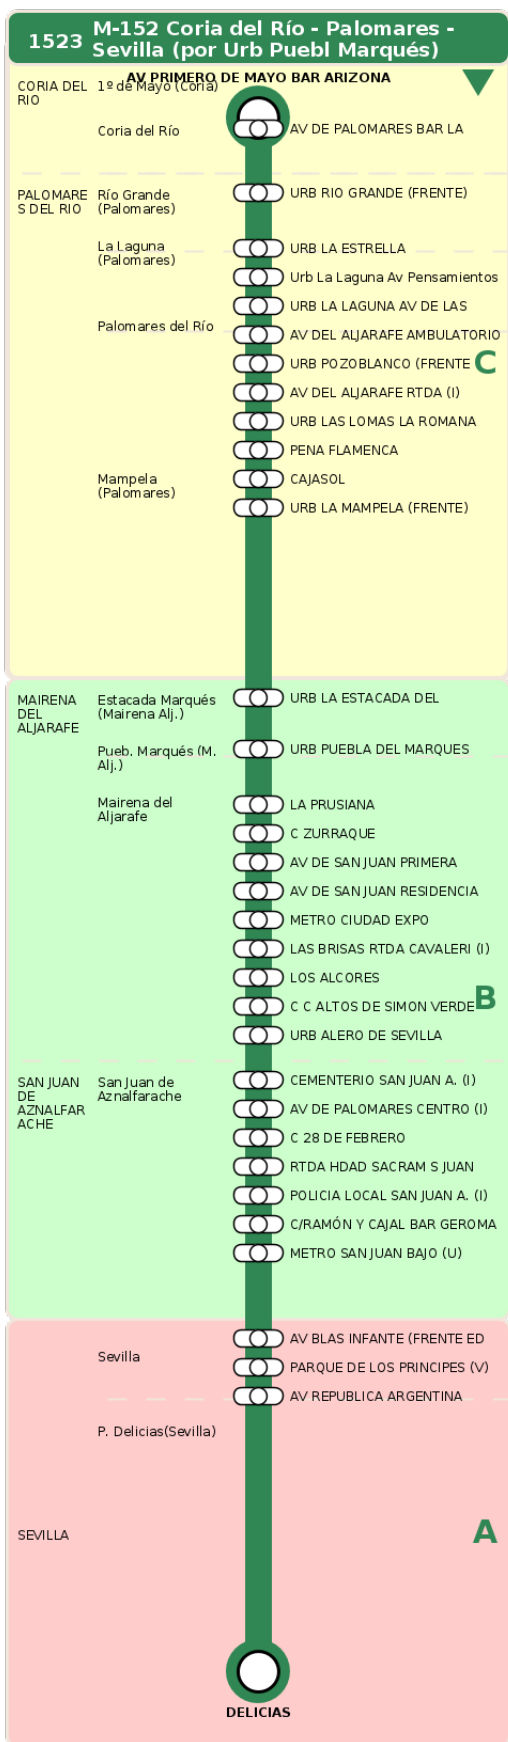 1523
M-152 Coria del Río - Palomares -
Sevilla (por Urb Puebl Marqués)
AV PRIMERO DE MAYO BAR ARIZONA
CORIA DEL
RIO
1º de Mayo (Coria)
Coria del Río
AV DE PALOMARES BAR LA
PALOMARE
S DEL RIO
Río Grande
(Palomares)
URB RIO GRANDE (FRENTE)
La Laguna
(Palomares)
URB LA ESTRELLA
Urb La Laguna Av Pensamientos
URB LA LAGUNA AV DE LAS
Palomares del Río
AV DEL ALJARAFE AMBULATORIO
URB POZOBLANCO (FRENTE
C
AV DEL ALJARAFE RTDA (I)
URB LAS LOMAS LA ROMANA
PENA FLAMENCA
Mampela
(Palomares)
CAJASOL
URB LA MAMPELA (FRENTE)
MAIRENA
DEL
ALJARAFE
Estacada Marqués
(Mairena Alj.)
URB LA ESTACADA DEL
Pueb. Marqués (M.
Alj.)
URB PUEBLA DEL MARQUES
Mairena del
Aljarafe
LA PRUSIANA
C ZURRAQUE
AV DE SAN JUAN PRIMERA
AV DE SAN JUAN RESIDENCIA
METRO CIUDAD EXPO
LAS BRISAS RTDA CAVALERI (I)
LOS ALCORES
C C ALTOS DE SIMON VERDE
B
URB ALERO DE SEVILLA
SAN JUAN
DE
AZNALFAR
ACHE
San Juan de
Aznalfarache
CEMENTERIO SAN JUAN A. (I)
AV DE PALOMARES CENTRO (I)
C 28 DE FEBRERO
RTDA HDAD SACRAM S JUAN
POLICIA LOCAL SAN JUAN A. (I)
C/RAMÓN Y CAJAL BAR GEROMA
METRO SAN JUAN BAJO (U)
AV BLAS INFANTE (FRENTE ED
Sevilla
PARQUE DE LOS PRINCIPES (V)
AV REPUBLICA ARGENTINA
P. Delicias(Sevilla)
SEVILLA
A
DELICIAS